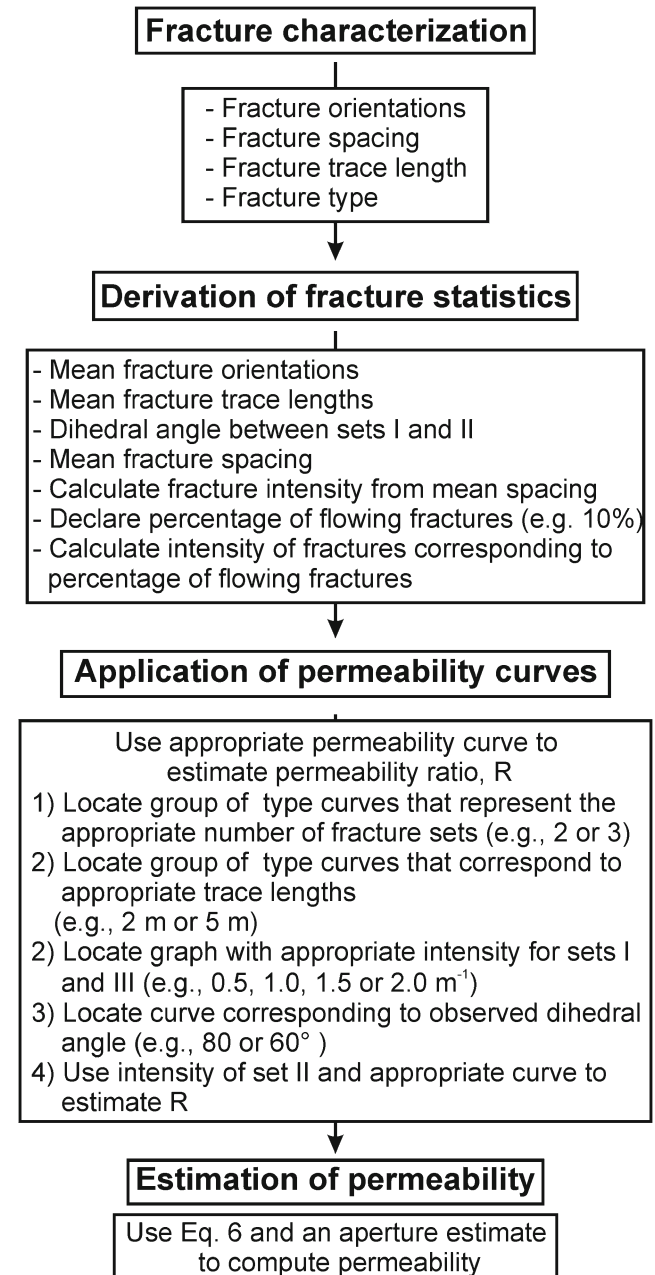 Fracture characterization
- Fracture orientations
- Fracture spacing
- Fracture trace length
- Fracture type
Derivation of fracture statistics
- Mean fracture orientations
- Mean fracture trace lengths
- Dihedral angle between sets I and II
- Mean fracture spacing
- Calculate fracture intensity from mean spacing
- Declare percentage of flowing fractures (e.g. 10%)
- Calculate intensity of fractures corresponding to
percentage of flowing fractures
Application of permeability curves
Use appropriate permeability curve to
estimate permeability ratio, R
1) Locate group of type curves that represent the
appropriate number of fracture sets (e.g., 2 or 3)
2) Locate group of type curves that correspond to
appropriate trace lengths
(e.g., 2 m or 5 m)
2) Locate graph with appropriate intensity for sets I
and III (e.g., 0.5, 1.0, 1.5 or 2.0 m⁻¹)
3) Locate curve corresponding to observed dihedral
angle (e.g., 80 or 60° )
4) Use intensity of set II and appropriate curve to
estimate R
Estimation of permeability
Use Eq. 6 and an aperture estimate
to compute permeability